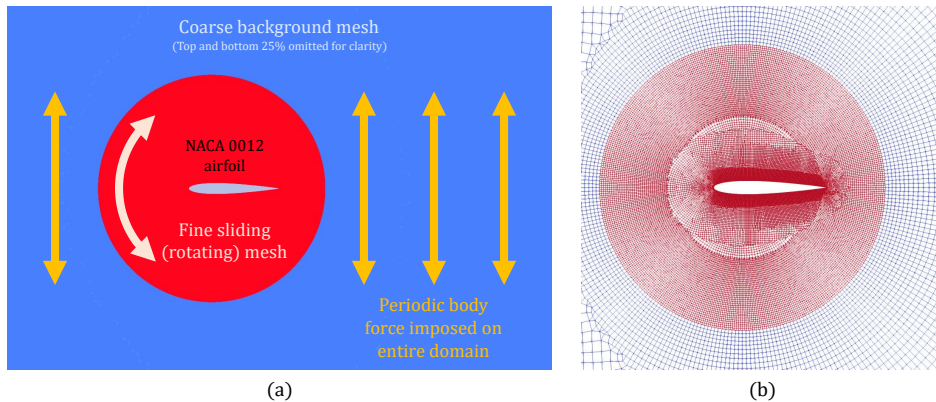 Coarse background mesh
(Top and bottom 25% omitted for clarity)
NACA 0012
airfoil
Fine sliding
(rotating) mesh
Periodic body
force imposed on
entire domain
(a)
(b)